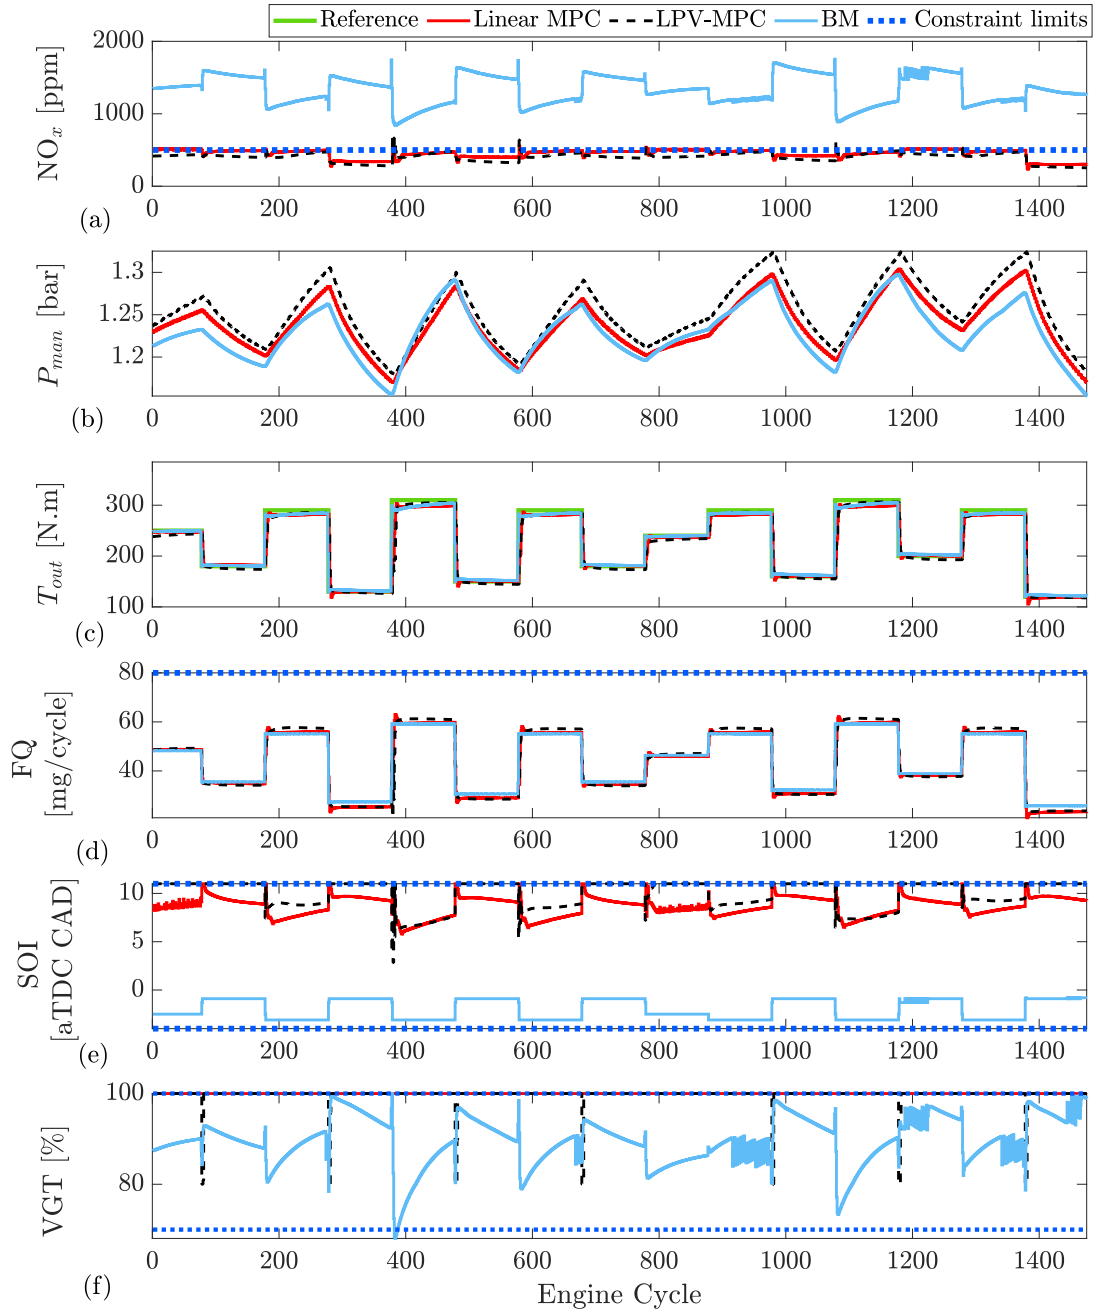 Reference Linear MPC LPV-MPC BM Constraint limits
2000
1000
0
NOx [ppm]
0 200 400 600 800 1000 1200 1400
(a)
1.3
1.25
1.2
Pman [bar]
0 200 400 600 800 1000 1200 1400
(b)
300
200
100
Tout [N.m]
0 200 400 600 800 1000 1200 1400
(c)
80
60
40
FQ
[mg/cycle]
0 200 400 600 800 1000 1200 1400
(d)
10
5
0
SOI
[aTDC CAD]
0 200 400 600 800 1000 1200 1400
(e)
100
80
VGT [%]
0 200 400 600 800 1000 1200 1400
(f)
Engine Cycle